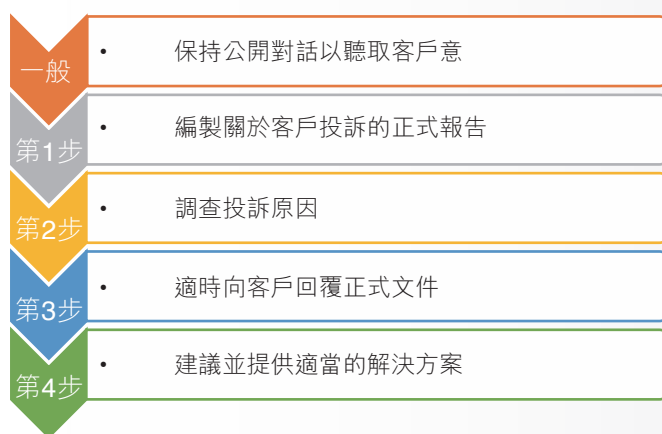 一般
• 保持公開對話以聽取客戶意
第1步
• 編製關於客戶投訴的正式報告
第2步
• 調查投訴原因
第3步
• 適時向客戶回覆正式文件
第4步
• 建議並提供適當的解決方案